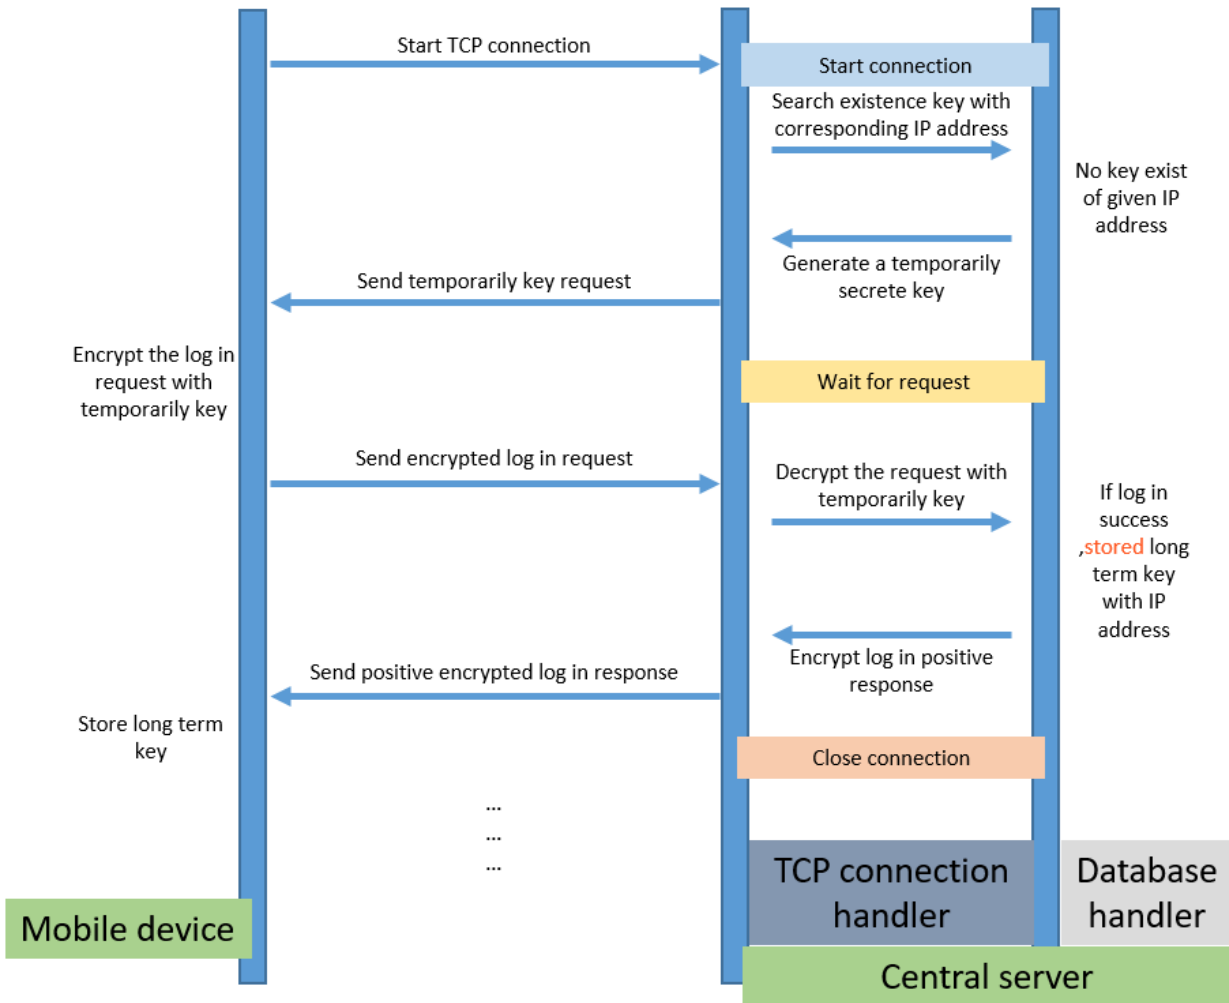 Start TCP connection
Start connection
Search existence key with
corresponding IP address
No key exist
of given IP
address
Generate a temporarily
secrete key
Send temporarily key request
Encrypt the log in
request with
temporarily key
Wait for request
Send encrypted log in request
Decrypt the request with
temporarily key
If log in
success
,stored long
term key
with IP
address
Encrypt log in positive
response
Send positive encrypted log in response
Store long term
key
Close connection
...
...
...
TCP connection
handler
Database
handler
Mobile device
Central server